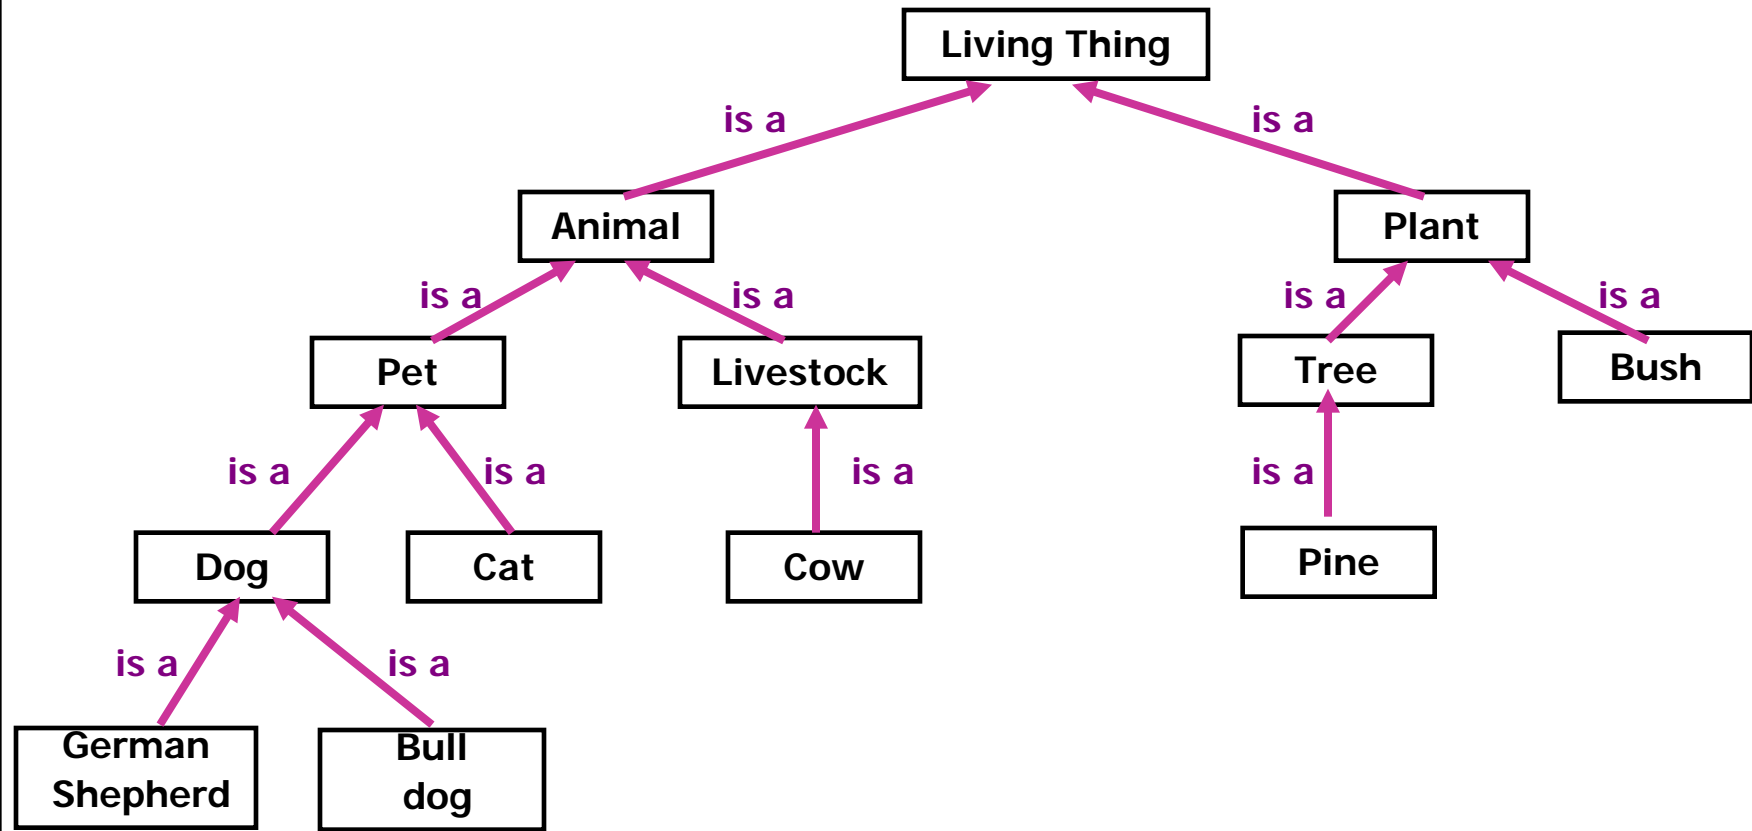 Living Thing
is a
is a
Animal
Plant
is a
is a
is a
is a
Pet
Livestock
Tree
Bush
is a
is a
is a
is a
Dog
Cat
Cow
Pine
is a
is a
German
Shepherd
Bull
dog